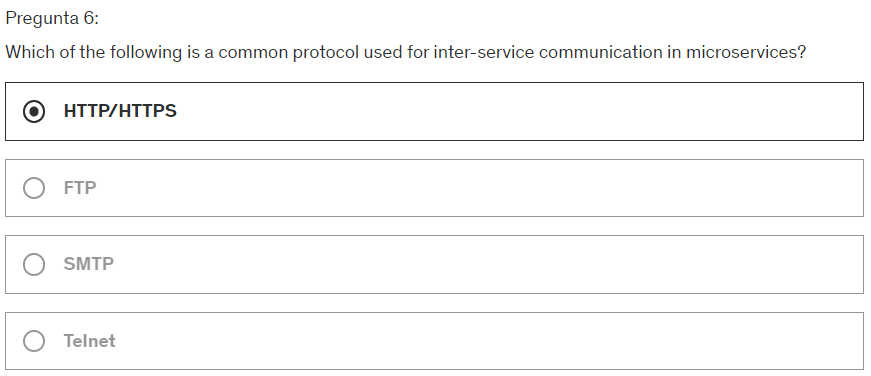 Pregunta 6:
Which of the following is a common protocol used for inter-service communication in microservices?
HTTP/HTTPS
FTP
SMTP
Telnet